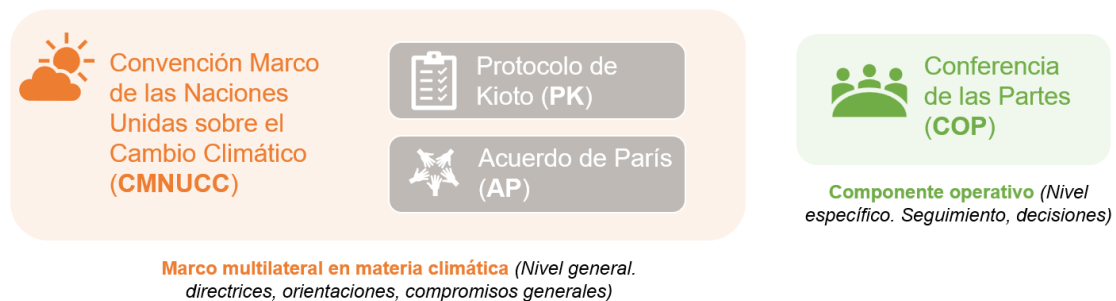 Convención Marco
de las Naciones
Unidas sobre el
Cambio Climático
(CMNUCC)
Protocolo de
Kioto (PK)
Acuerdo de París
(AP)
Marco multilateral en materia climática (Nivel general.
directrices, orientaciones, compromisos generales)
Conferencia
de las Partes
(COP)
Componente operativo (Nivel
específico. Seguimiento, decisiones)